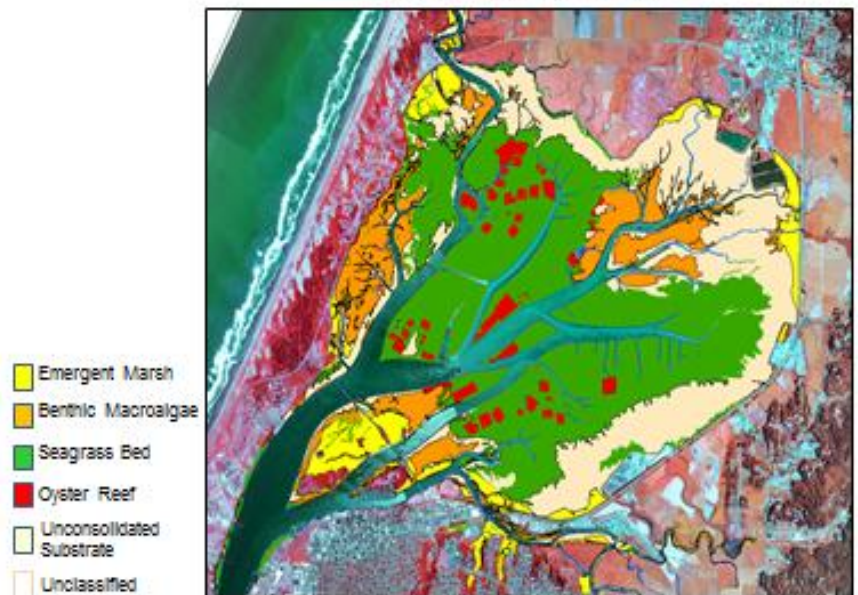 Emergent Marsh
Benthic Macroalgae
Seagrass Bed
Oyster Reef
Unconsolidated
Substrate
Unclassified